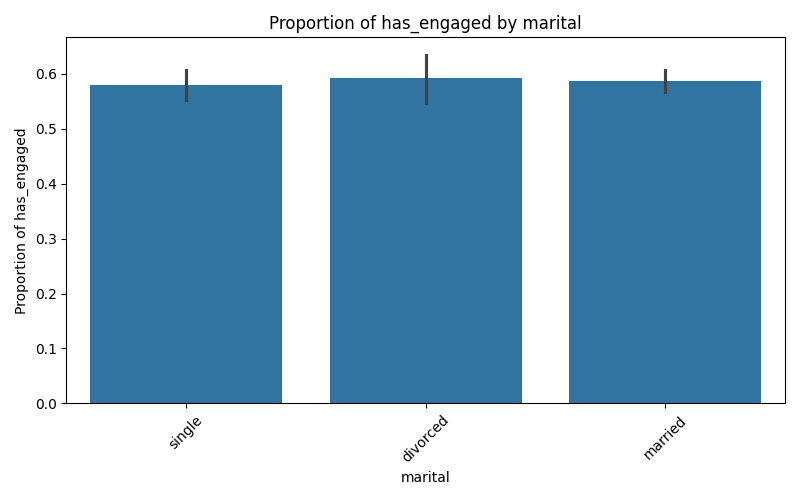 Proportion of has_engaged by marital
Proportion of has_engaged
0.6
0.5
0.4
0.3
0.2
0.1
0.0
single
divorced
married
marital